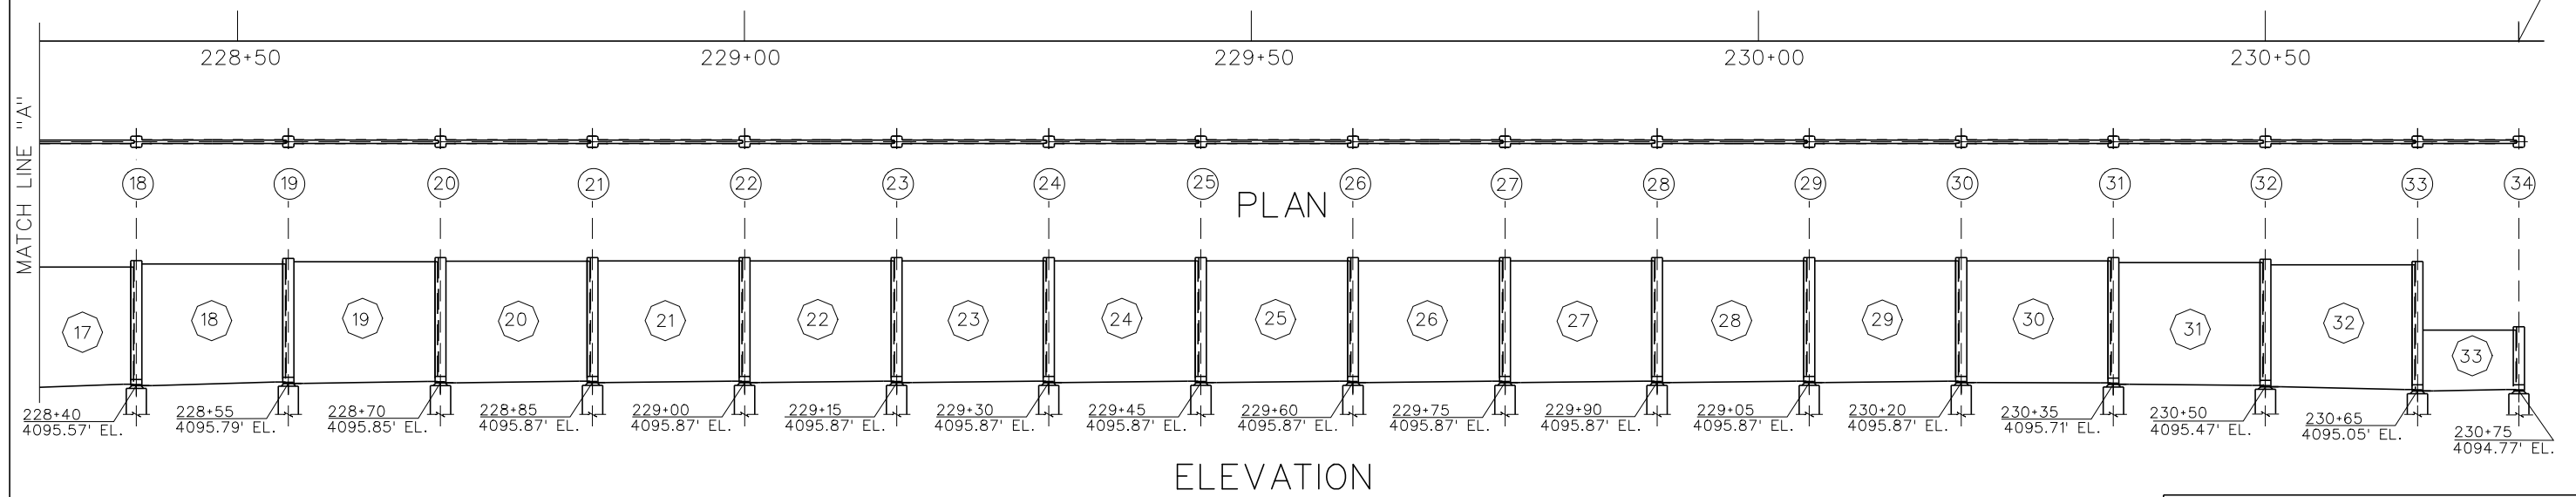 228+50 229+00 229+50 230+00 230+50
MATCH LINE "A"
18 19 20 21 22 23 24 25 26 27 28 29 30 31 32 33 34
PLAN
17 18 19 20 21 22 23 24 25 26 27 28 29 30 31 32 33
228+40
4095.57' EL.
228+55
4095.79' EL.
228+70
4095.85' EL.
228+85
4095.87' EL.
229+00
4095.87' EL.
229+15
4095.87' EL.
229+30
4095.87' EL.
229+45
4095.87' EL.
229+60
4095.87' EL.
229+75
4095.87' EL.
229+90
4095.87' EL.
229+05
4095.87' EL.
230+20
4095.87' EL.
230+35
4095.71' EL.
230+50
4095.47' EL.
230+65
4095.05' EL.
230+75
4094.77' EL.
ELEVATION